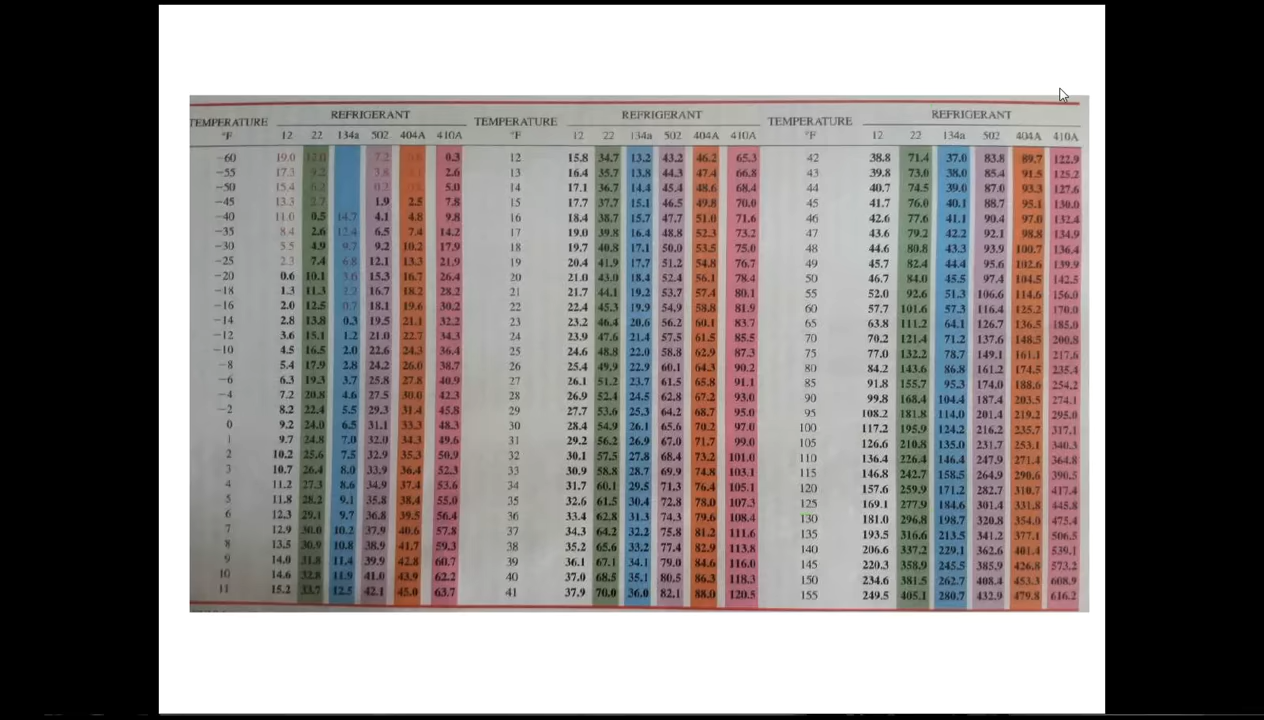 REFRIGERANT REFRIGERANT REFRIGERANT
TEMPERATURE TEMPERATURE TEMPERATURE
°F 12 22 134a 502 404A 410A °F 12 22 134a 502 404A 410A °F 12 22 134a 502 404A 410A
−60 19.0 12.0 7.2 0.3 12 15.8 34.7 13.2 43.2 46.2 65.3 42 38.8 71.4 37.0 83.8 89.7 122.9
−55 17.3 9.2 3.8 2.6 13 16.4 35.7 13.8 44.3 47.4 66.8 43 39.8 73.0 38.0 85.4 91.5 125.2
−50 15.4 6.2 0.2 5.0 14 17.1 36.7 14.4 45.4 48.6 68.4 44 40.7 74.5 39.0 87.0 93.3 127.6
−45 13.3 2.7 1.9 2.5 7.8 15 17.7 37.7 15.1 46.5 49.8 70.0 45 41.7 76.0 40.1 88.7 95.1 130.0
−40 11.0 0.5 14.7 4.1 4.8 9.8 16 18.4 38.7 15.7 47.7 51.0 71.6 46 42.6 77.6 41.1 90.4 97.0 132.4
−35 8.4 2.6 12.4 6.5 7.4 14.2 17 19.0 39.8 16.4 48.8 52.3 73.2 47 43.6 79.2 42.2 92.1 98.8 134.9
−30 5.5 4.9 9.7 9.2 10.2 17.9 18 19.7 40.8 17.1 50.0 53.5 75.0 48 44.6 80.8 43.3 93.9 100.7 136.4
−25 2.3 7.4 6.8 12.1 13.3 21.9 19 20.4 41.9 17.7 51.2 54.8 76.7 49 45.7 82.4 44.4 95.6 102.6 139.9
−20 0.6 10.1 3.6 15.3 16.7 26.4 20 21.0 43.0 18.4 52.4 56.1 78.4 50 46.7 84.0 45.5 97.4 104.5 142.5
−18 1.3 11.3 2.2 16.7 18.2 28.2 21 21.7 44.1 19.2 53.7 57.4 80.1 55 52.0 92.6 51.3 106.6 114.6 156.0
−16 2.0 12.5 0.7 18.1 19.6 30.2 22 22.4 45.3 19.9 54.9 58.8 81.9 60 57.7 101.6 57.3 116.4 125.2 170.0
−14 2.8 13.8 0.3 19.5 21.1 32.2 23 23.2 46.4 20.6 56.2 60.1 83.7 65 63.8 111.2 64.1 126.7 136.5 185.0
−12 3.6 15.1 1.2 21.0 22.7 34.3 24 23.9 47.6 21.4 57.5 61.5 85.5 70 70.2 121.4 71.2 137.6 148.5 200.8
−10 4.5 16.5 2.0 22.6 24.3 36.4 25 24.6 48.8 22.0 58.8 62.9 87.3 75 77.0 132.2 78.7 149.1 161.1 217.6
−8 5.4 17.9 2.8 24.2 26.0 38.7 26 25.4 49.9 22.9 60.1 64.3 90.2 80 84.2 143.6 86.8 161.2 174.5 235.4
−6 6.3 19.3 3.7 25.8 27.8 40.9 27 26.1 51.2 23.7 61.5 65.8 91.1 85 91.8 155.7 95.3 174.0 188.6 254.2
−4 7.2 20.8 4.6 27.5 30.0 42.3 28 26.9 52.4 24.5 62.8 67.2 93.0 90 99.8 168.4 104.4 187.4 203.5 274.1
−2 8.2 22.4 5.5 29.3 31.4 45.8 29 27.7 53.6 25.3 64.2 68.7 95.0 95 108.2 181.8 114.0 201.4 219.2 295.0
0 9.2 24.0 6.5 31.1 33.3 48.3 30 28.4 54.9 26.1 65.6 70.2 97.0 100 117.2 195.9 124.2 216.2 235.7 317.1
1 9.7 24.8 7.0 32.0 34.3 49.6 31 29.2 56.2 26.9 67.0 71.7 99.0 105 126.6 210.8 135.0 231.7 253.1 340.3
2 10.2 25.6 7.5 32.9 35.3 50.9 32 30.1 57.5 27.8 68.4 73.2 101.0 110 136.4 226.4 146.4 247.9 271.4 364.8
3 10.7 26.4 8.0 33.9 36.4 52.3 33 30.9 58.8 28.7 69.9 74.8 103.1 115 146.8 242.7 158.5 264.9 290.6 390.5
4 11.2 27.3 8.6 34.9 37.4 53.6 34 31.7 60.1 29.5 71.3 76.4 105.1 120 157.6 259.9 171.2 282.7 310.7 417.4
5 11.8 28.2 9.1 35.8 38.4 55.0 35 32.6 61.5 30.4 72.8 78.0 107.3 125 169.1 277.9 184.6 301.4 331.8 445.8
6 12.3 29.1 9.7 36.8 39.5 56.4 36 33.4 62.8 31.3 74.3 79.6 108.4 130 181.0 296.8 198.7 320.8 354.0 475.4
7 12.9 30.0 10.2 37.9 40.6 57.8 37 34.3 64.2 32.2 75.8 81.2 111.6 135 193.5 316.6 213.5 341.2 377.1 506.5
8 13.5 30.9 10.8 38.9 41.7 59.3 38 35.2 65.6 33.2 77.4 82.9 113.8 140 206.6 337.2 229.1 362.6 401.4 539.1
9 14.0 31.8 11.4 39.9 42.8 60.7 39 36.1 67.1 34.1 79.0 84.6 116.0 145 220.3 358.9 245.5 385.9 426.8 573.2
10 14.6 32.8 11.9 41.0 43.9 62.2 40 37.0 68.5 35.1 80.5 86.3 118.3 150 234.6 381.5 262.7 408.4 453.3 608.9
11 15.2 33.7 12.5 42.1 45.0 63.7 41 37.9 70.0 36.0 82.1 88.0 120.5 155 249.5 405.1 280.7 432.9 479.8 616.2